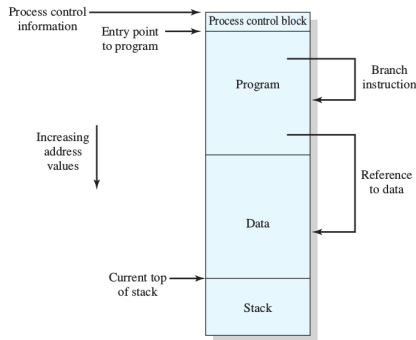 Process control
information
Process control block
Entry point
to program
Program
Branch
instruction
Increasing
address
values
Reference
to data
Data
Current top
of stack
Stack